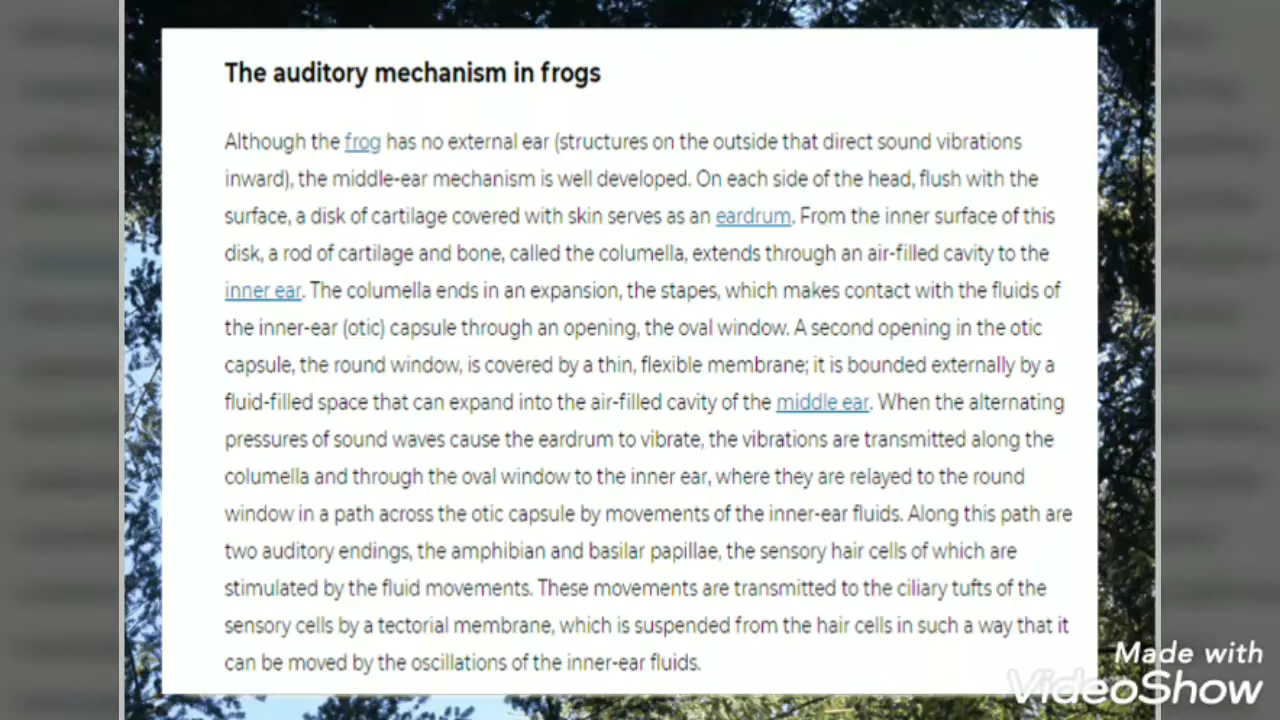 The auditory mechanism in frogs
Although the frog has no external ear (structures on the outside that direct sound vibrations
inward), the middle-ear mechanism is well developed. On each side of the head, flush with the
surface, a disk of cartilage covered with skin serves as an eardrum. From the inner surface of this
disk, a rod of cartilage and bone, called the columella, extends through an air-filled cavity to the
inner ear. The columella ends in an expansion, the stapes, which makes contact with the fluids of
the inner-ear (otic) capsule through an opening, the oval window. A second opening in the otic
capsule, the round window, is covered by a thin, flexible membrane; it is bounded externally by a
fluid-filled space that can expand into the air-filled cavity of the middle ear. When the alternating
pressures of sound waves cause the eardrum to vibrate, the vibrations are transmitted along the
columella and through the oval window to the inner ear, where they are relayed to the round
window in a path across the otic capsule by movements of the inner-ear fluids. Along this path are
two auditory endings, the amphibian and basilar papillae, the sensory hair cells of which are
stimulated by the fluid movements. These movements are transmitted to the ciliary tufts of the
sensory cells by a tectorial membrane, which is suspended from the hair cells in such a way that it
can be moved by the oscillations of the inner-ear fluids.
Made with
VideoShow